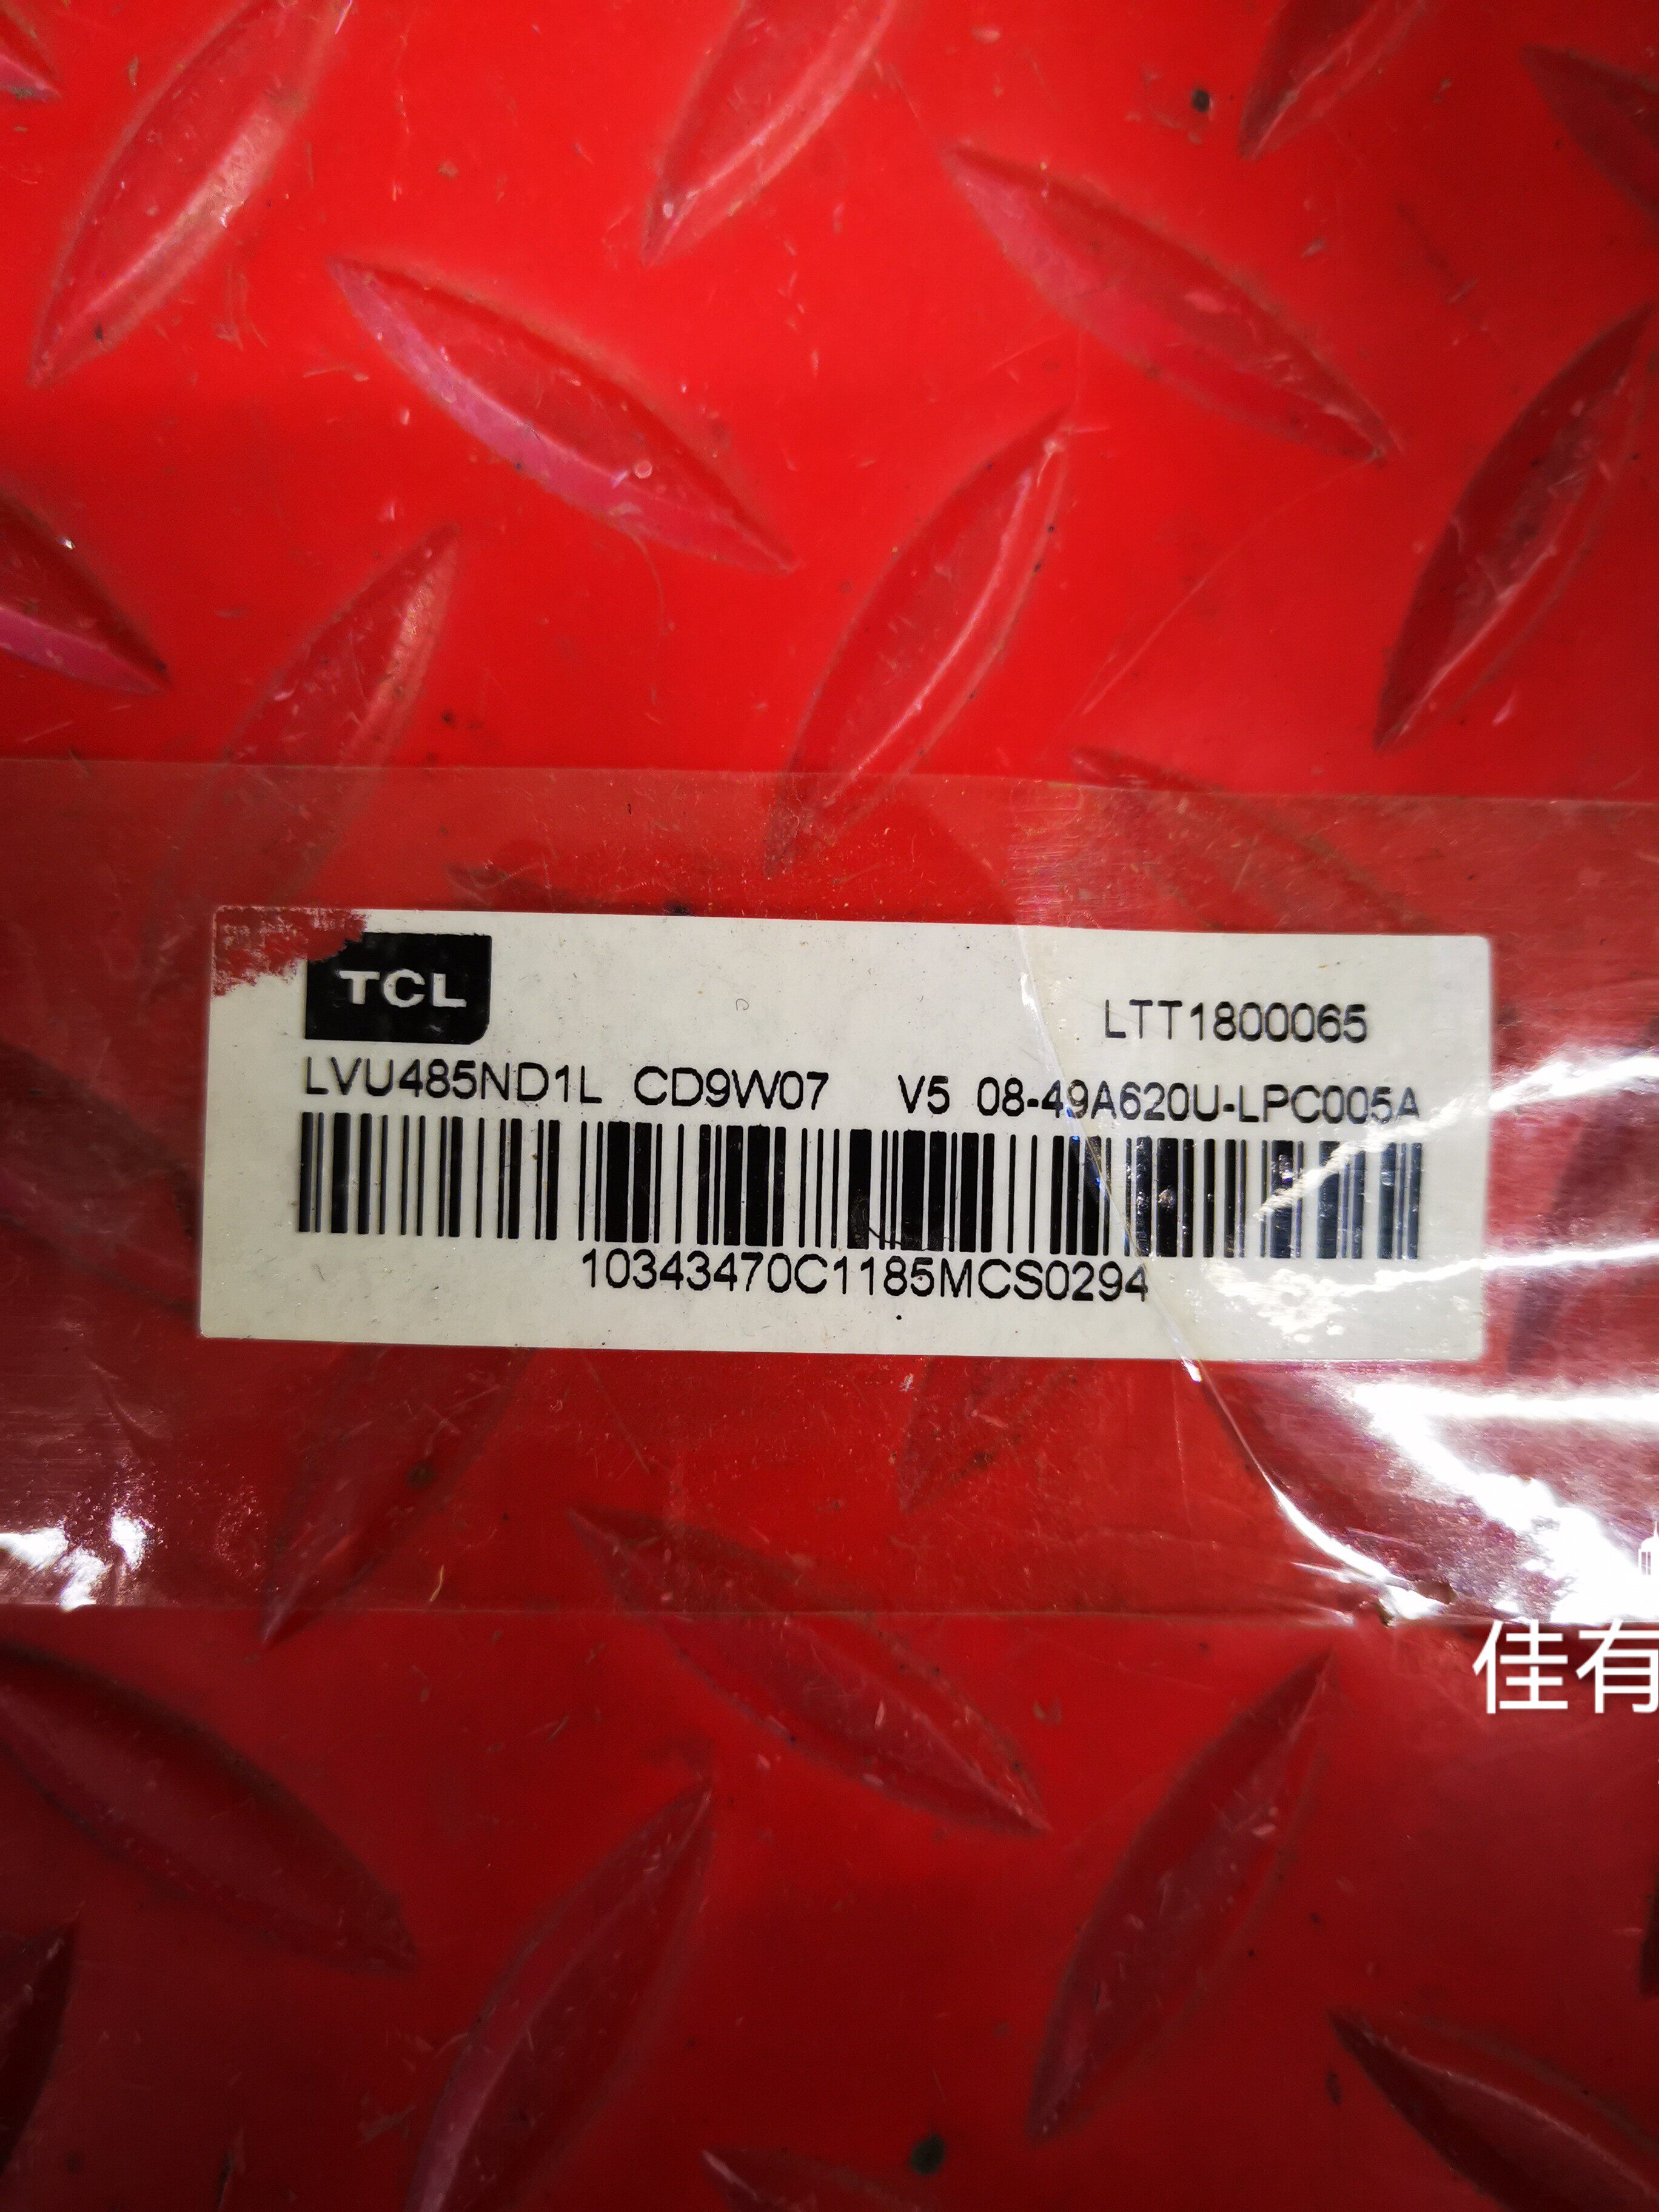 TCL
LTT1800065
LVU485ND1L CD9W07 V5 08-49A620U-LPC005A
10343470C1185MCS0294
佳有